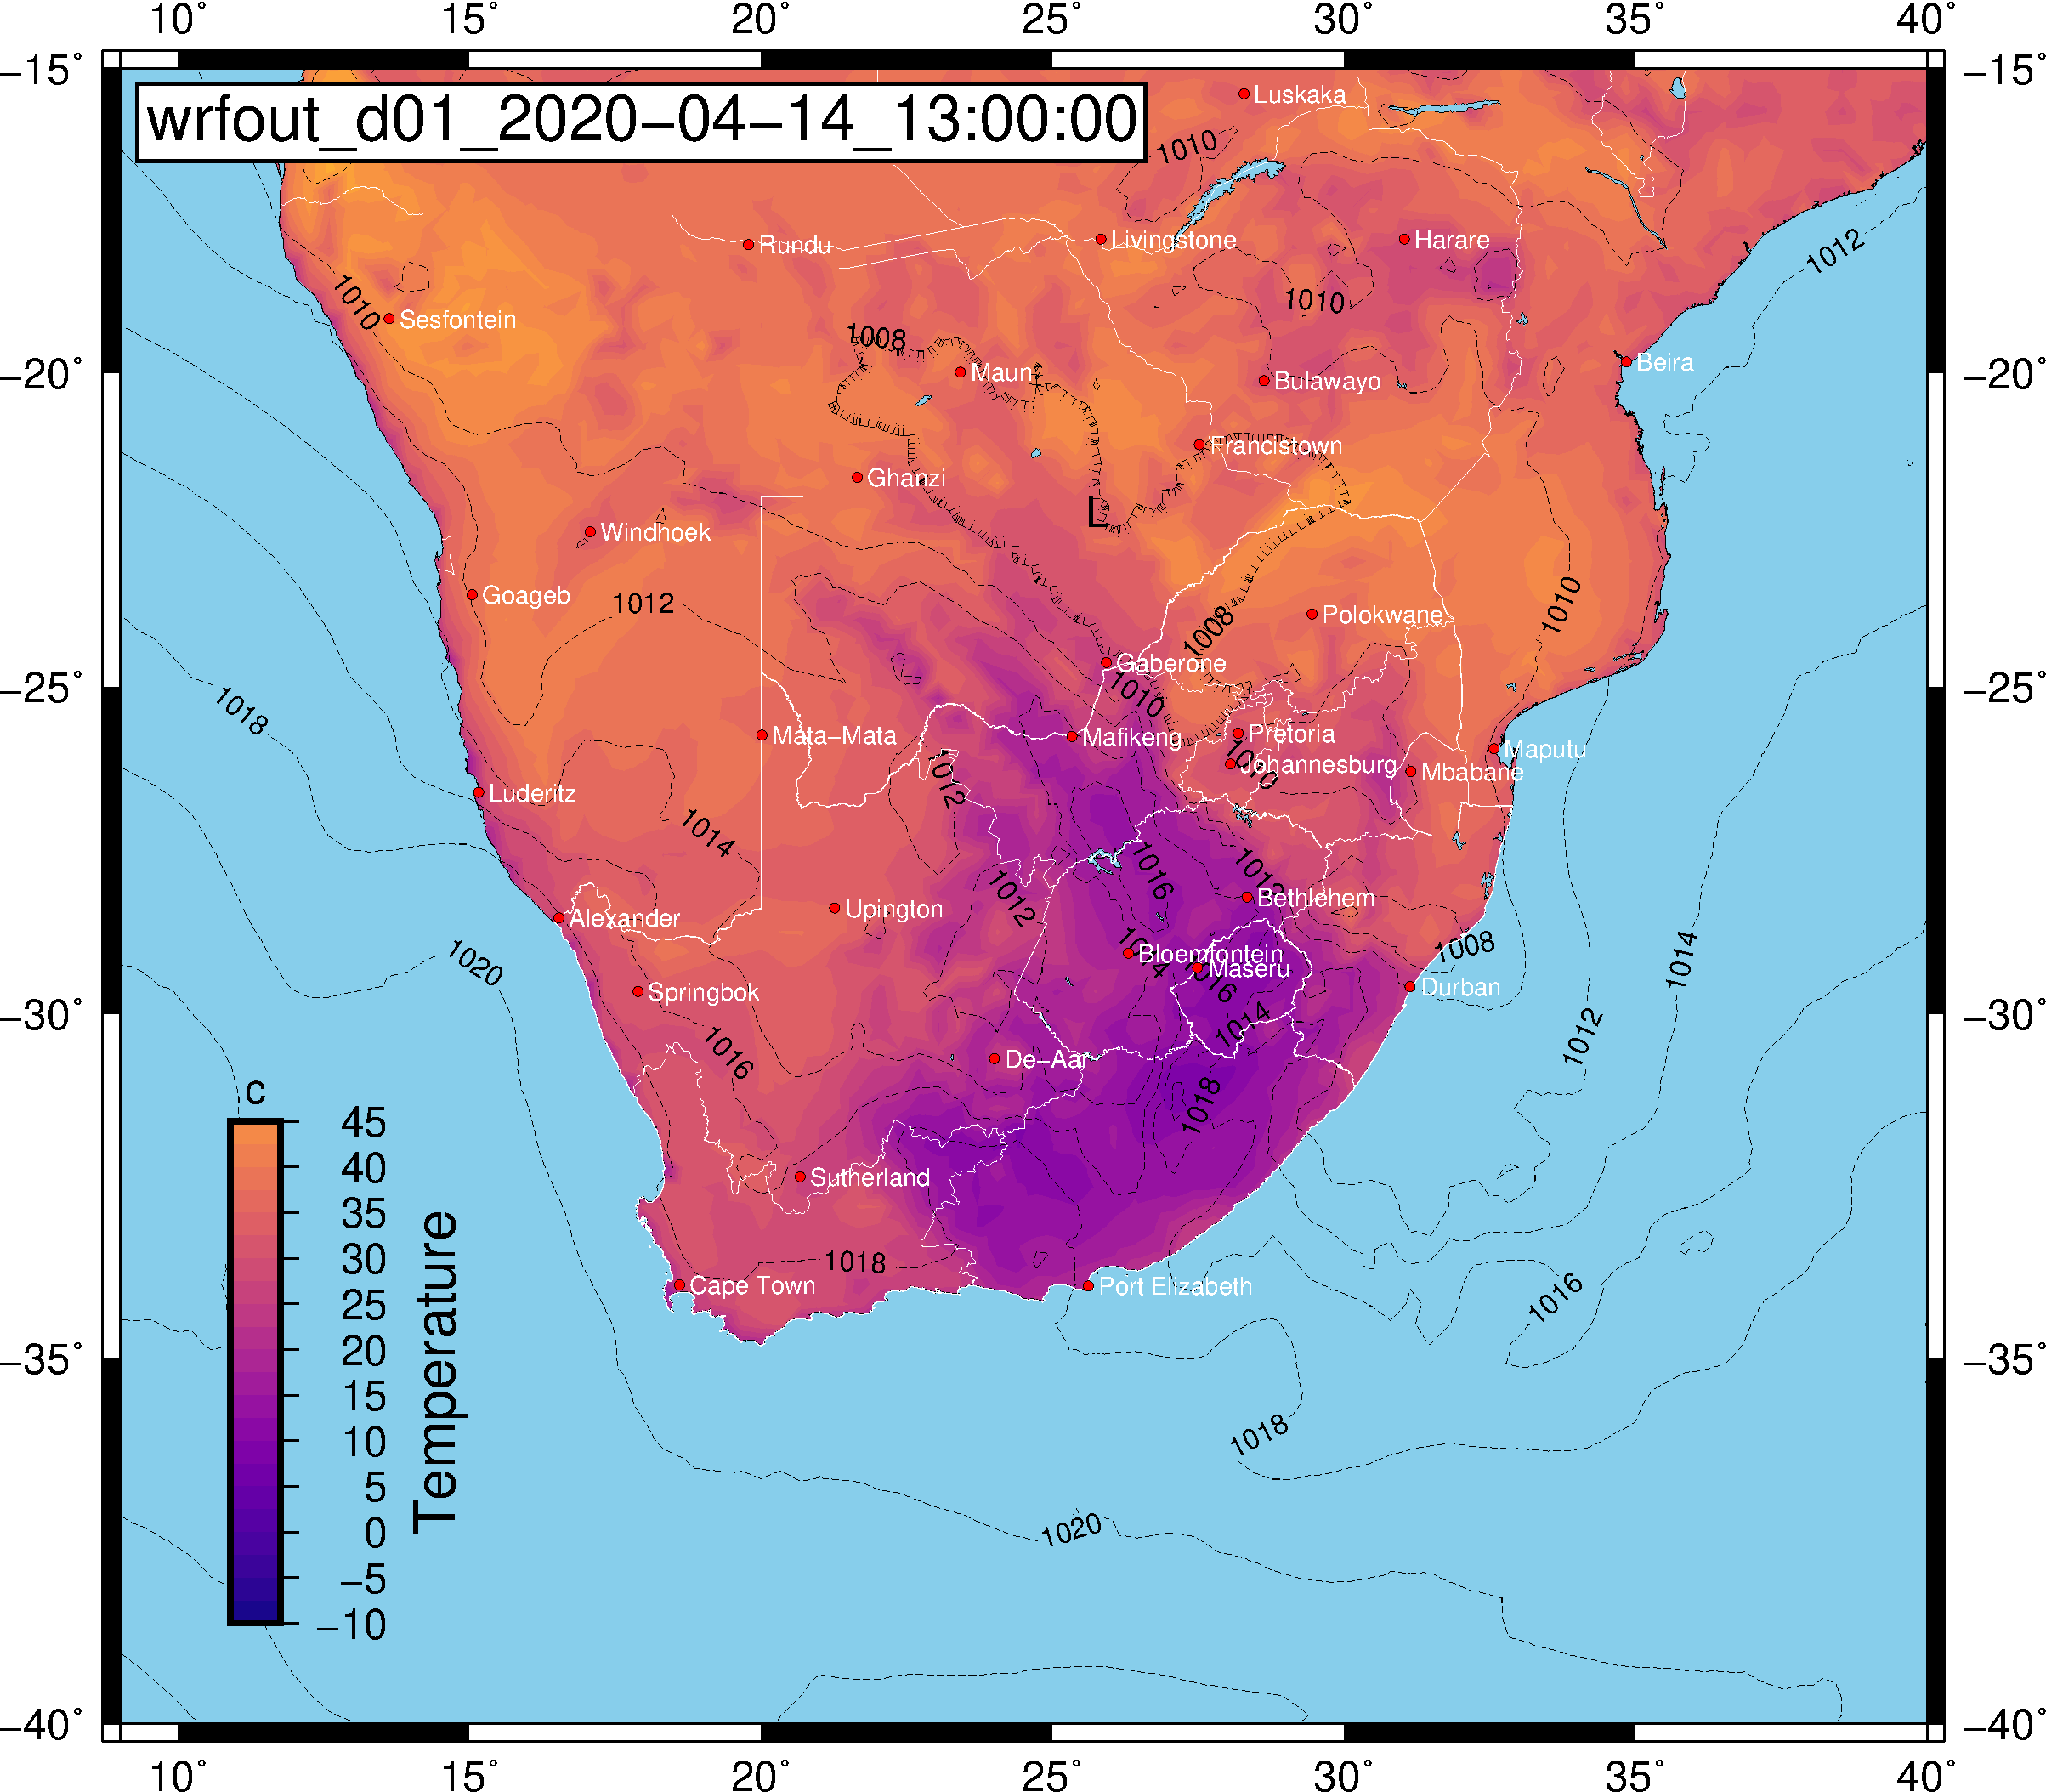 10° 15° 20° 25° 30° 35° 40°
−15° −15°
wrfout_d01_2020−04−14_13:00:00
Luskaka
1010
Rundu Livingstone Harare
1012
1010 1010
Sesfontein
1008
Beira
−20° Maun −20°
Bulawayo
Francistown
Ghanzi
L
Windhoek
Goageb 1012 1010
Polokwane
1008
Gaberone
−25° 1010 −25°
1018
Mata−Mata Mafikeng Pretoria
Maputu
Johannesburg Mbabane
1010
1012
Luderitz
1014
1016 1012
Bethlehem
1012
Upington
Alexander
1008
1020 1014 Bloemfontein 1014
Maseru
1016
Durban
Springbok
−30° 1014 1012 −30°
1016
De−Aar
c 1018
45
40
Sutherland
35
30 1018
Cape Town Port Elizabeth
25 1016
20
−35° −35°
15
10 1018
5
0 1020
−5
−10
Temperature
−40° −40°
10° 15° 20° 25° 30° 35° 40°